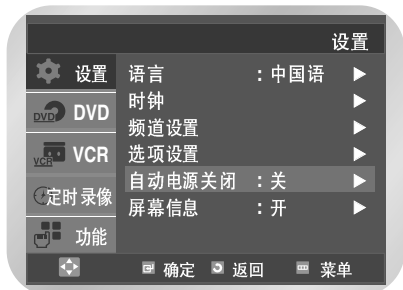 设置
设置
DVD
DVD
VCR
VCR
定时录像
功能
语言 :中国语 ▶
时钟 ▶
频道设置 ▶
选项设置 ▶
自动电源关闭 :关 ▶
屏幕信息 :开 ▶
确定 返回 菜单